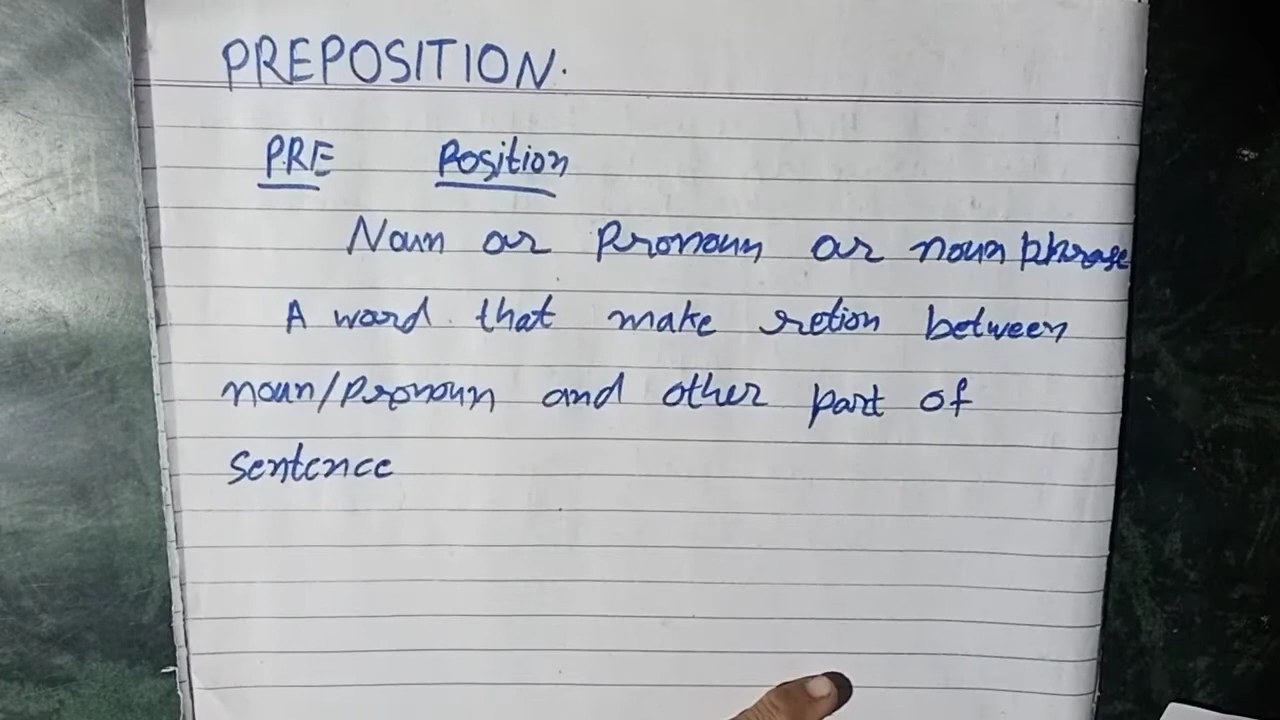 PREPOSITION.
PRE Position
Noun or Pronoun or noun phrase
A word that make retion between
noun/pronoun and other part of
sentence